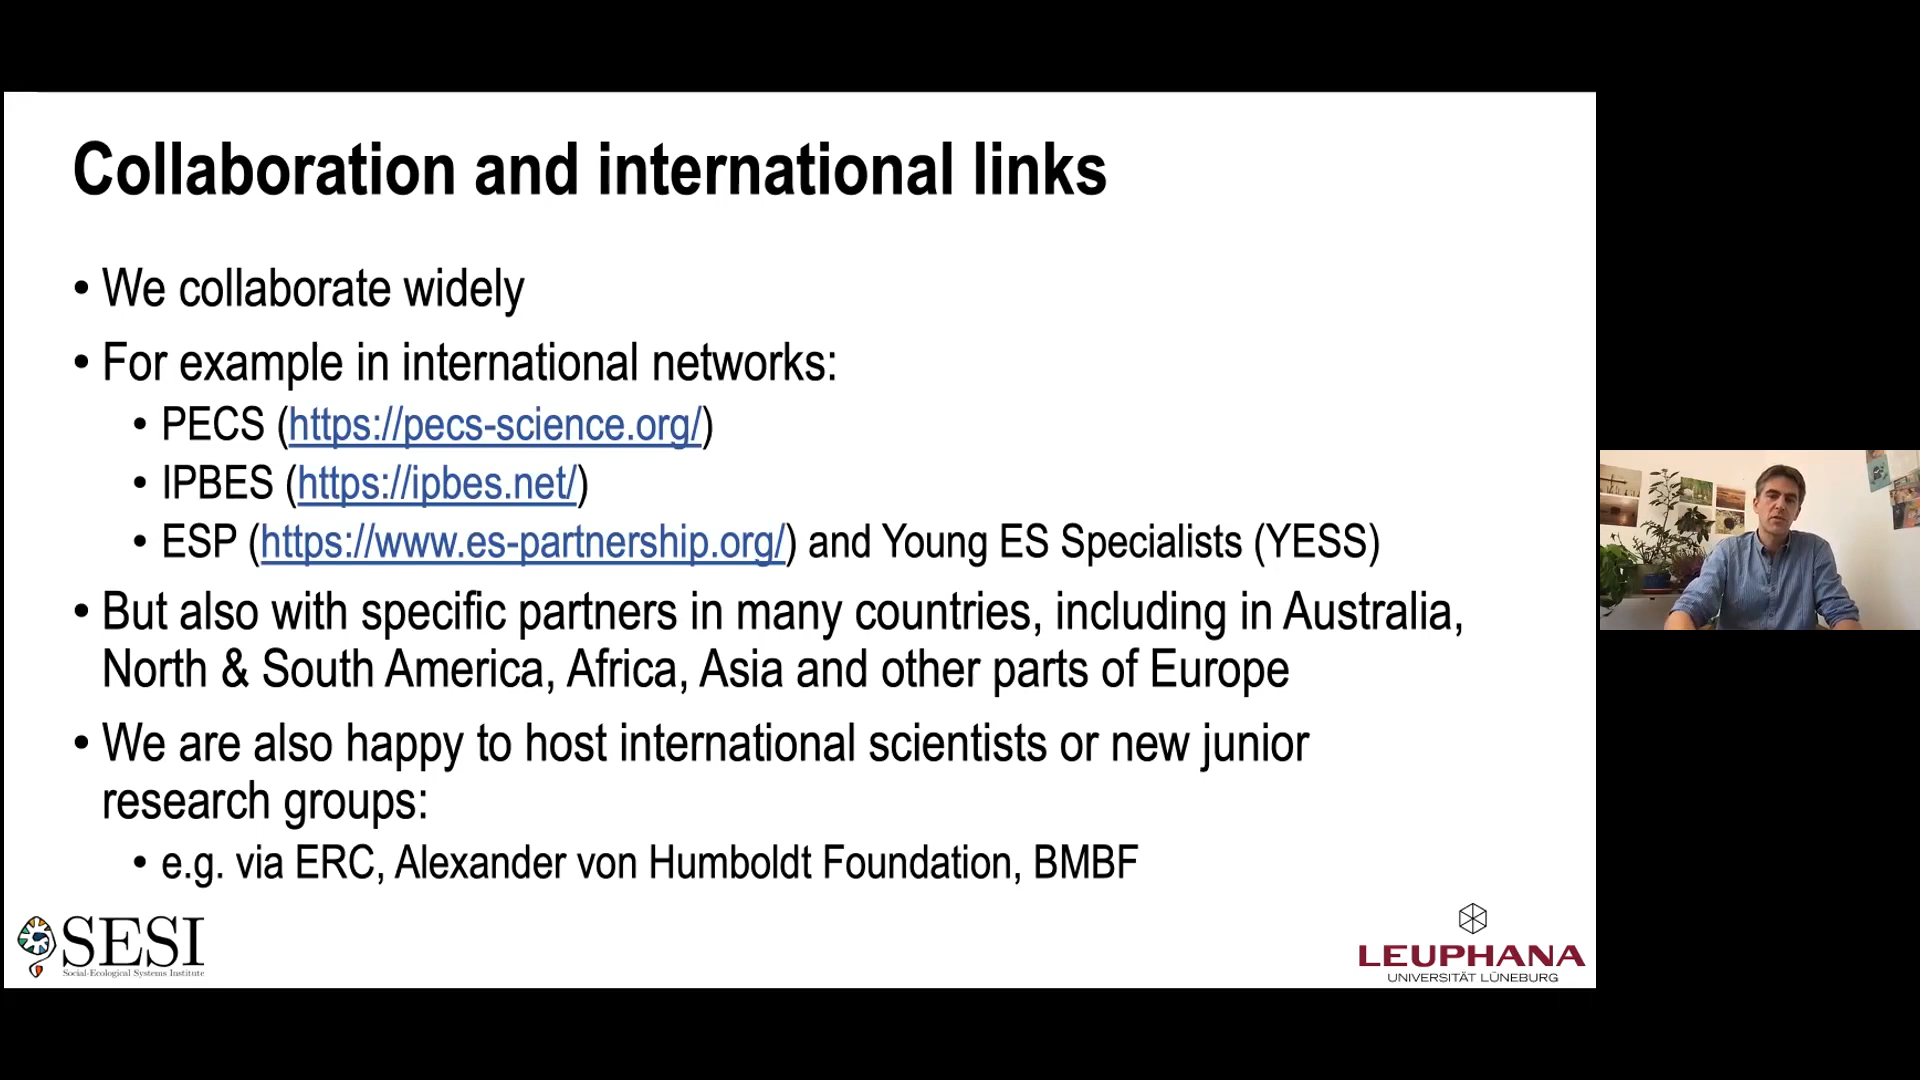 Collaboration and international links
• We collaborate widely
• For example in international networks:
• PECS (https://pecs-science.org/)
• IPBES (https://ipbes.net/)
• ESP (https://www.es-partnership.org/) and Young ES Specialists (YESS)
• But also with specific partners in many countries, including in Australia,
North & South America, Africa, Asia and other parts of Europe
• We are also happy to host international scientists or new junior
research groups:
• e.g. via ERC, Alexander von Humboldt Foundation, BMBF
SESI
Social-Ecological Systems Institute
LEUPHANA
UNIVERSITÄT LÜNEBURG